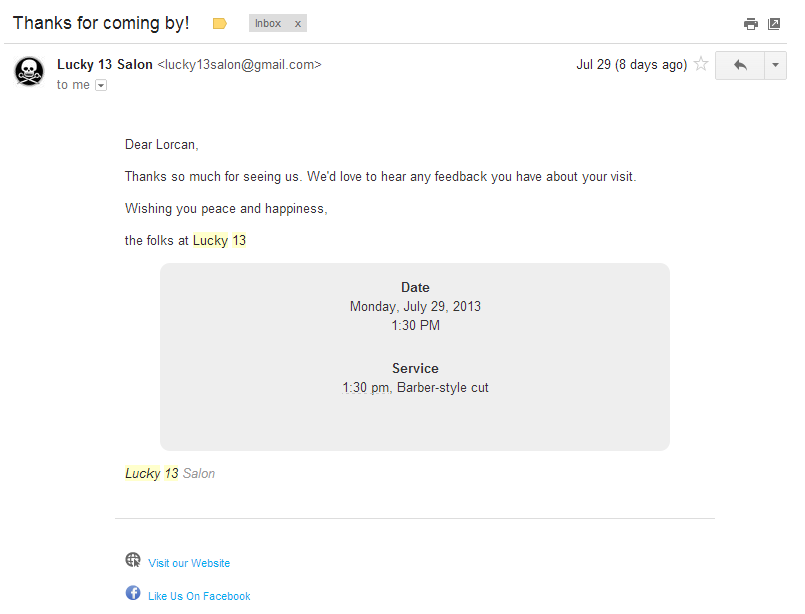 Thanks for coming by!
Inbox x
Lucky 13 Salon <lucky13salon@gmail.com>
Jul 29 (8 days ago)
to me
Dear Lorcan,
Thanks so much for seeing us. We'd love to hear any feedback you have about your visit.
Wishing you peace and happiness,
the folks at Lucky 13
Date
Monday, July 29, 2013
1:30 PM
Service
1:30 pm, Barber-style cut
Lucky 13 Salon
Visit our Website
Like Us On Facebook